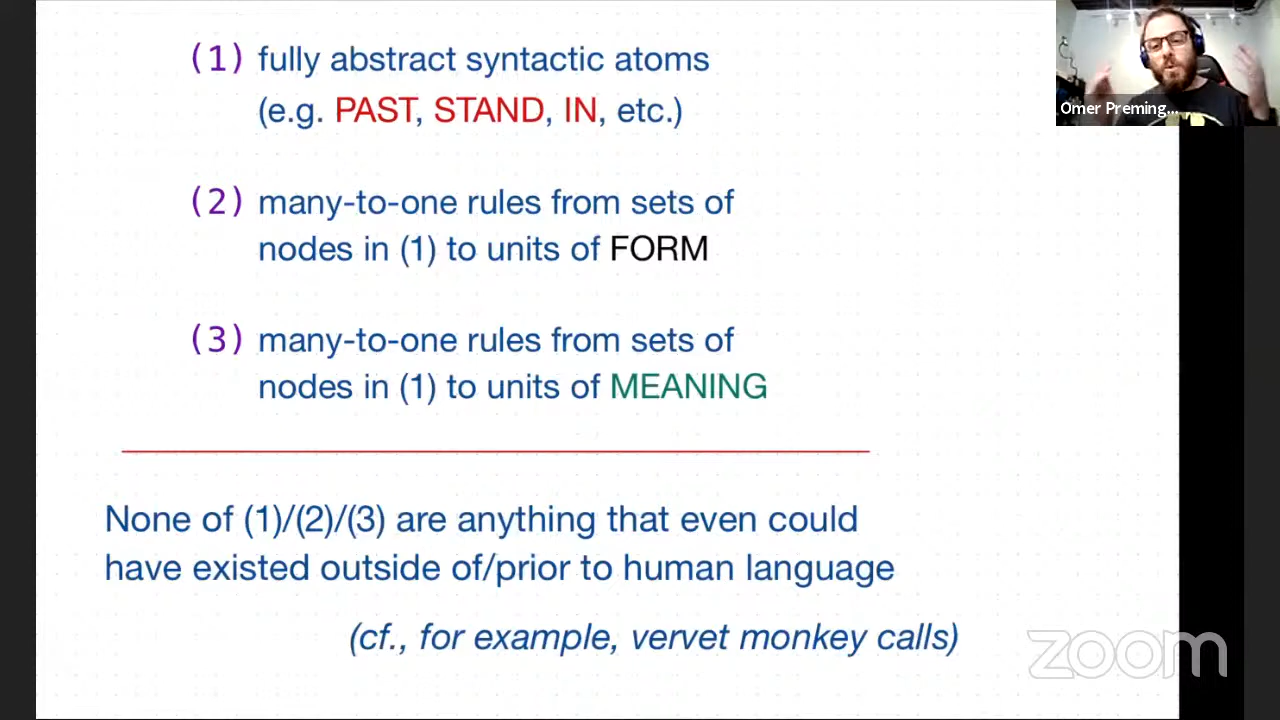 (1) fully abstract syntactic atoms
(e.g. PAST, STAND, IN, etc.)
(2) many-to-one rules from sets of
nodes in (1) to units of FORM
(3) many-to-one rules from sets of
nodes in (1) to units of MEANING
None of (1)/(2)/(3) are anything that even could
have existed outside of/prior to human language
(cf., for example, vervet monkey calls)
Omer Preming...
zoom